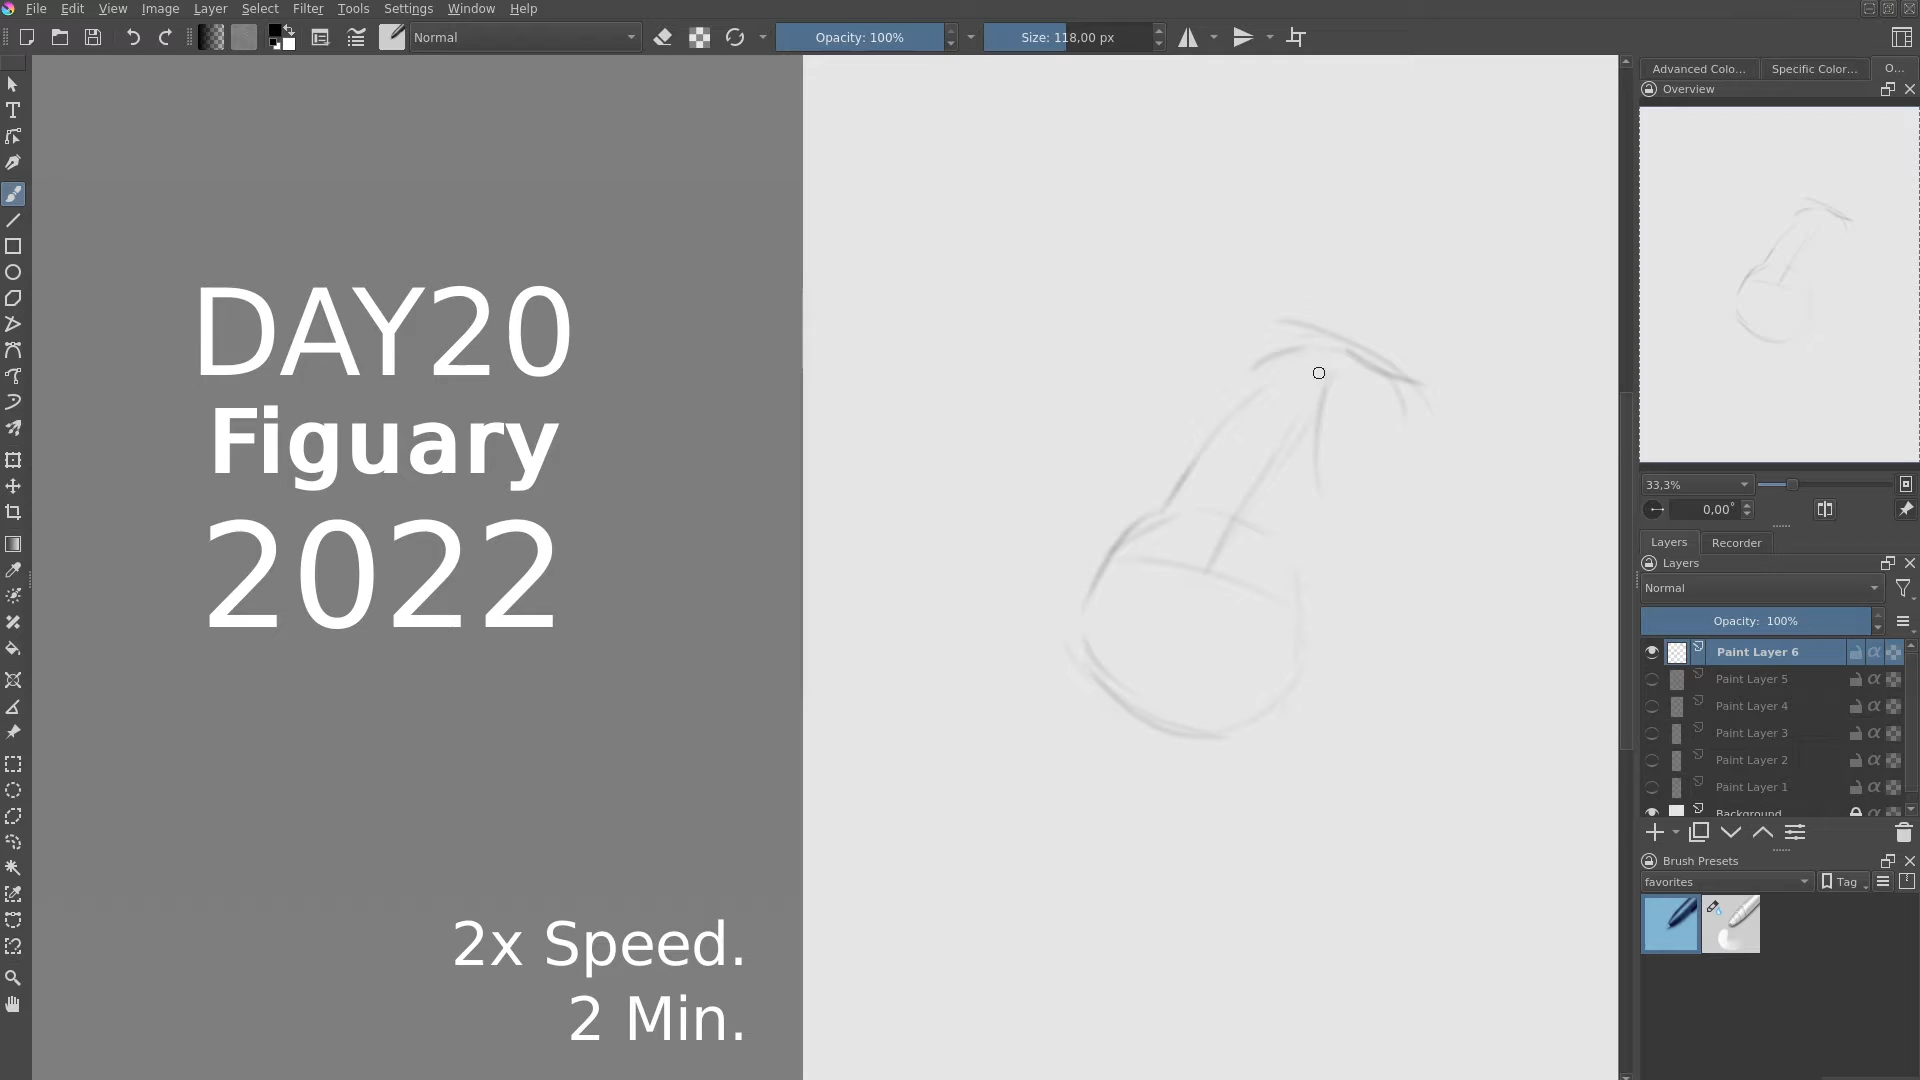 File Edit View Image Layer Select Filter Tools Settings Window Help
Normal
Opacity: 100%
Size: 118,00 px
Advanced Colo...
Specific Color...
O...
Overview
DAY20
Figuary
2022
2x Speed.
2 Min.
33,3%
0,00°
Layers
Recorder
Layers
Normal
Opacity: 100%
Paint Layer 6
Paint Layer 5
Paint Layer 4
Paint Layer 3
Paint Layer 2
Paint Layer 1
Background
Brush Presets
favorites
Tag